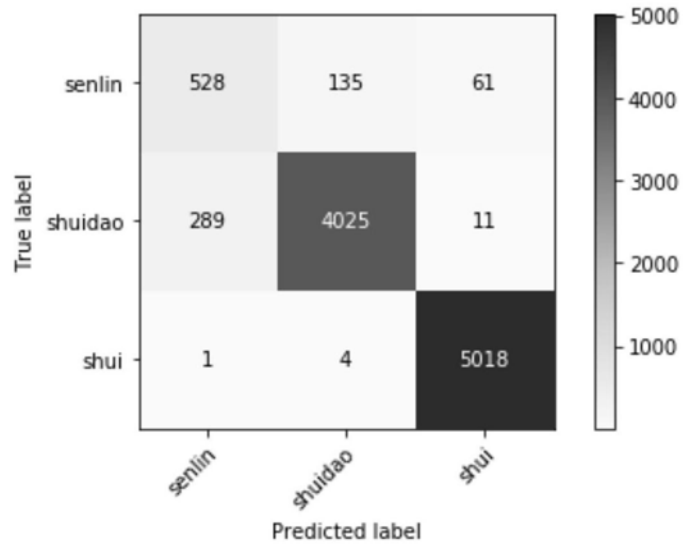 senlin 528 135 61
shuidao 289 4025 11
shui 1 4 5018
senlin shuidao shui
True label
Predicted label
5000
4000
3000
2000
1000